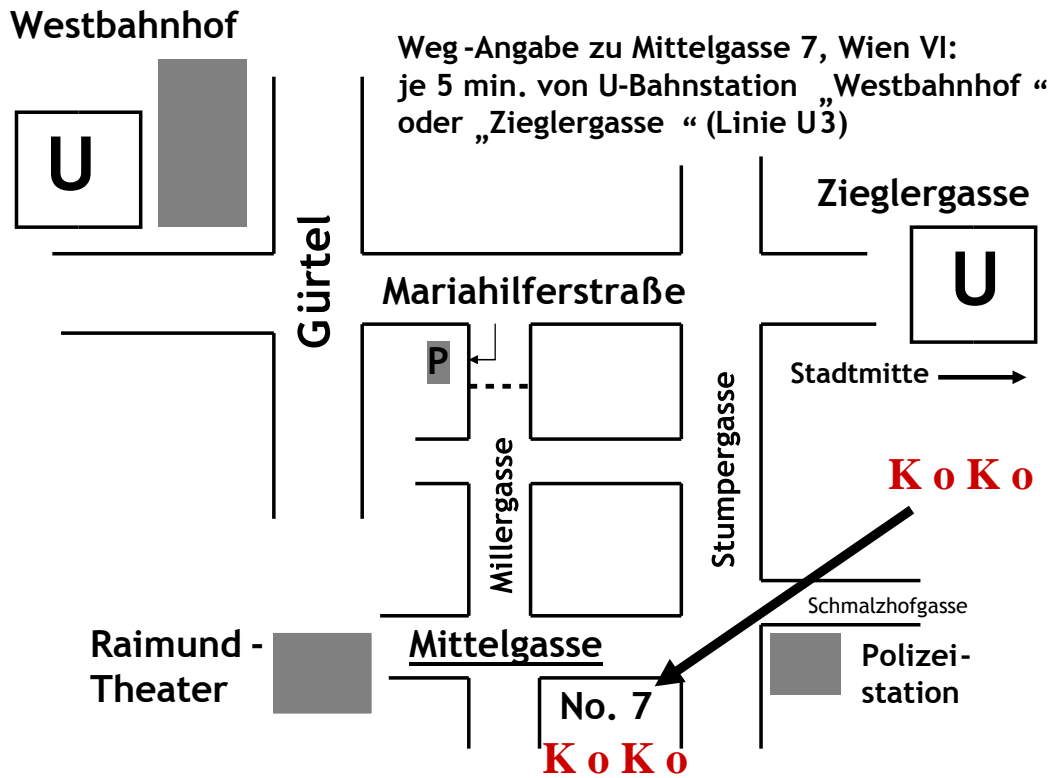 Westbahnhof
Weg-Angabe zu Mittelgasse 7, Wien VI:
je 5 min. von U-Bahnstation „Westbahnhof“
oder „Zieglergasse“ (Linie U3)
U
Zieglergasse
U
Gürtel
Mariahilferstraße
P
Stadtmitte
Stumpergasse
Millergasse
K o K o
Schmalzhofgasse
Raimund-
Theater
Mittelgasse
Polizei-
station
No. 7
K o K o